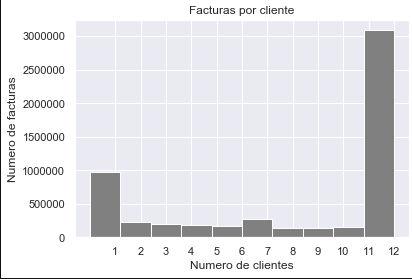 Facturas por cliente
Numero de facturas
3000000
2500000
2000000
1500000
1000000
500000
0
1 2 3 4 5 6 7 8 9 10 11 12
Numero de clientes